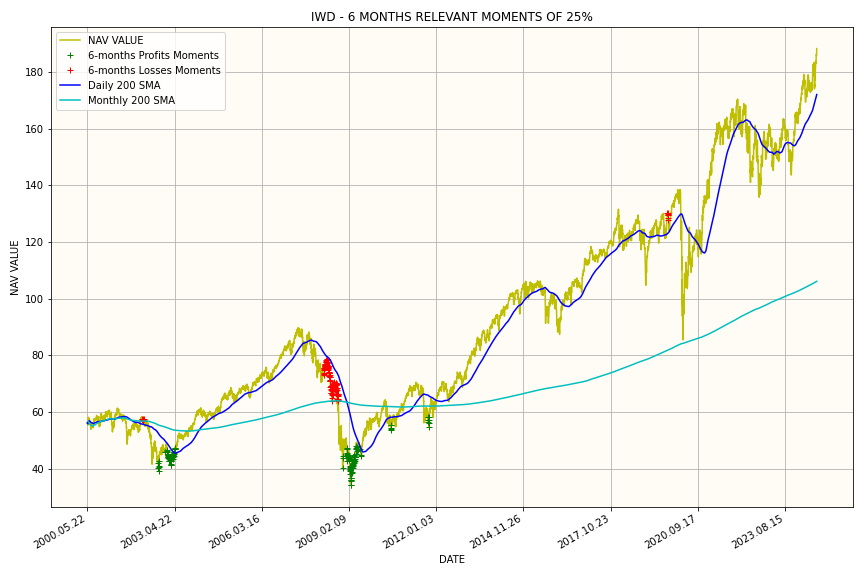 IWD - 6 MONTHS RELEVANT MOMENTS OF 25%
NAV VALUE
6-months Profits Moments
6-months Losses Moments
Daily 200 SMA
Monthly 200 SMA
NAV VALUE
180
160
140
120
100
80
60
40
2000.05.22
2003.04.22
2006.03.16
2009.02.09
2012.01.03
2014.11.26
2017.10.23
2020.09.17
2023.08.15
DATE